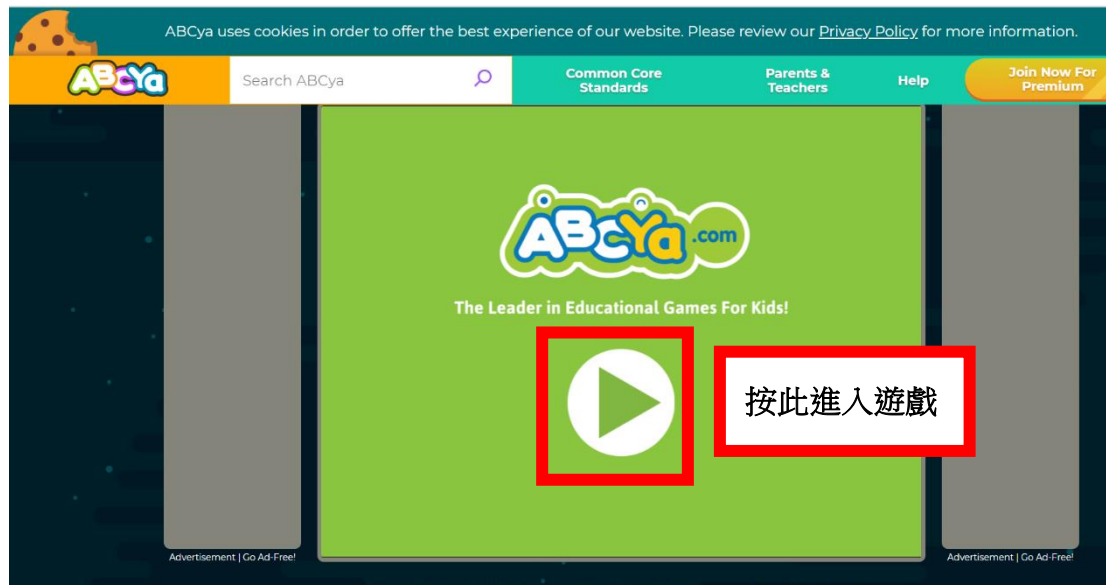 ABCya uses cookies in order to offer the best experience of our website. Please review our Privacy Policy for more information.
ABCYa
Search ABCya
Common Core
Standards
Parents &
Teachers
Help
Join Now For
Premium
ABCYa.com
The Leader in Educational Games For Kids!
按此進入遊戲
Advertisement | Go Ad-Free!
Advertisement | Go Ad-Free!